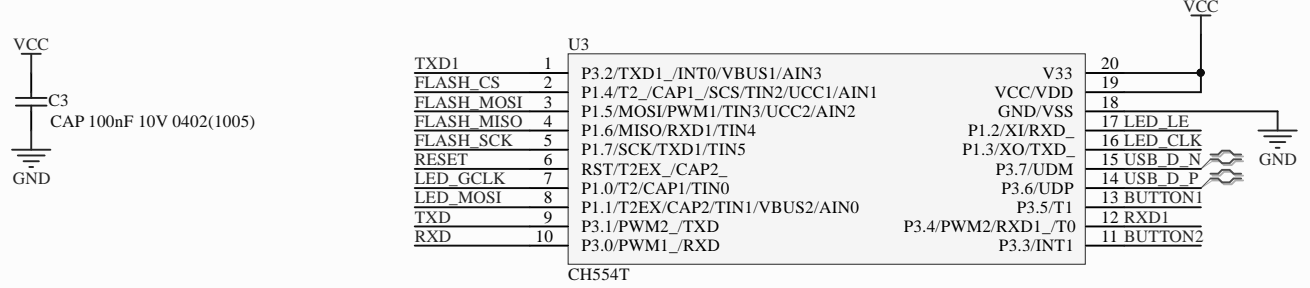 VCC
C3
CAP 100nF 10V 0402(1005)
GND
U3
TXD1 1 P3.2/TXD1_/INT0/VBUS1/AIN3
FLASH_CS 2 P1.4/T2_/CAP1_/SCS/TIN2/UCC1/AIN1
FLASH_MOSI 3 P1.5/MOSI/PWM1/TIN3/UCC2/AIN2
FLASH_MISO 4 P1.6/MISO/RXD1/TIN4
FLASH_SCK 5 P1.7/SCK/TXD1/TIN5
RESET 6 RST/T2EX_/CAP2_
LED_GCLK 7 P1.0/T2/CAP1/TIN0
LED_MOSI 8 P1.1/T2EX/CAP2/TIN1/VBUS2/AIN0
TXD 9 P3.1/PWM2_/TXD
RXD 10 P3.0/PWM1_/RXD
VCC
V33 20
VCC/VDD 19
GND/VSS 18
P1.2/XI/RXD_ 17 LED_LE
P1.3/XO/TXD_ 16 LED_CLK
P3.7/UDM 15 USB_D_N
P3.6/UDP 14 USB_D_P
P3.5/T1 13 BUTTON1
P3.4/PWM2/RXD1_/T0 12 RXD1
P3.3/INT1 11 BUTTON2
GND
CH554T